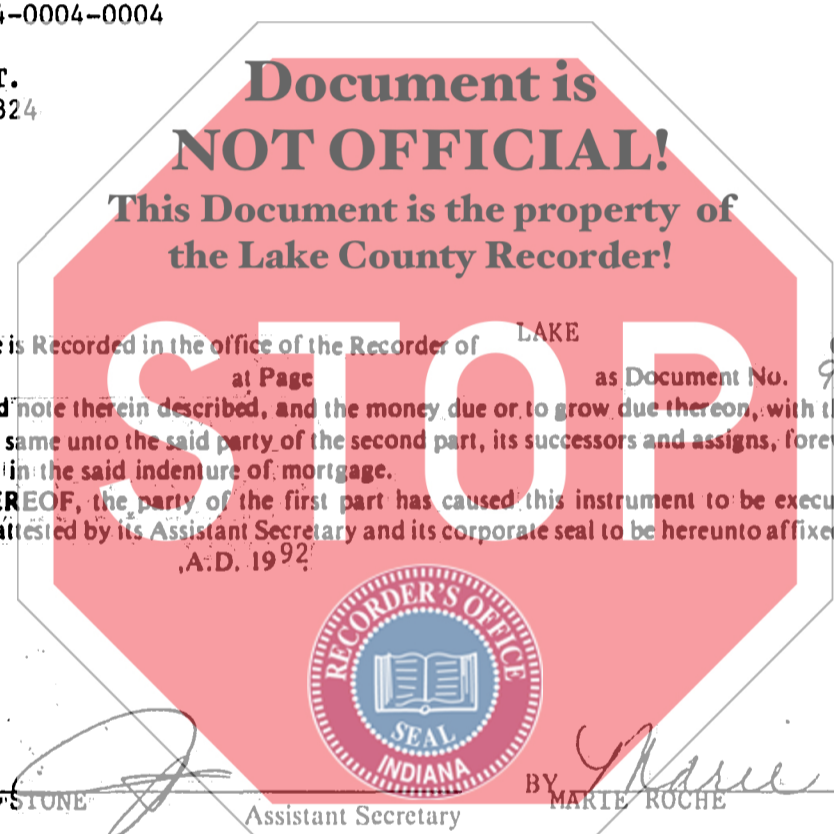 4-0004-0004
T.
324
Document is
NOT OFFICIAL!
This Document is the property of
the Lake County Recorder!
STOP
is Recorded in the office of the Recorder of LAKE
at Page as Document No. 9
note therein described, and the money due or to grow due thereon, with
same unto the said party of the second part, its successors and assigns,
in the said indenture of mortgage.
EREOF, the party of the first part has caused this instrument to be execu
attested by its Assistant Secretary and its corporate seal to be hereunto affixe
,A.D. 1992.
RECORDER'S OFFICE
SEAL
INDIANA
BY Marie
STONE MARIE ROCHE
Assistant Secretary